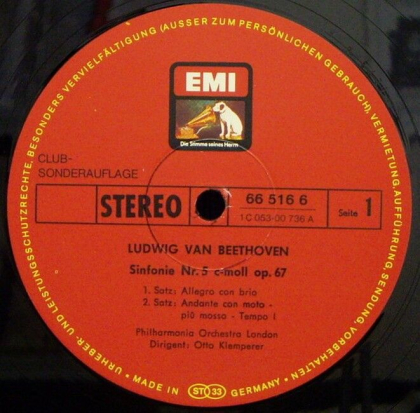 URHEBER- UND LEISTUNGSSCHUTZRECHTE, BESONDERS VERVIELFÄLTIGUNG (AUSSER ZUM PERSÖNLICHEN GEBRAUCH), VERMIETUNG, AUFFÜHRUNG, SENDUNG, VORBEHALTEN
EMI
Die Stimme seines Herrn
CLUB-
SONDERAUFLAGE
STEREO
66 516 6
1C 053-00 736 A
Seite 1
LUDWIG VAN BEETHOVEN
Sinfonie Nr. 5 c-moll op. 67
1. Satz: Allegro con brio
2. Satz: Andante con moto -
più mosso - Tempo I
Philharmonia Orchestra London
Dirigent: Otto Klemperer
• MADE IN ST 33 GERMANY •